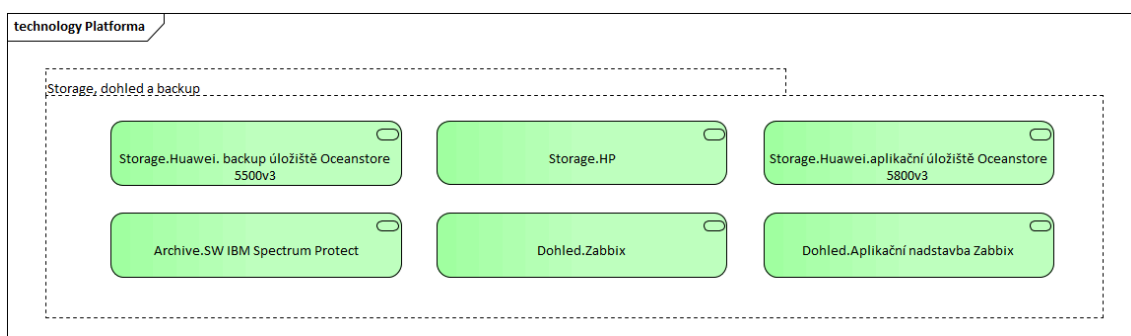 technology Platforma
Storage, dohled a backup
Storage.Huawei. backup úložiště Oceanstore
5500v3
Storage.HP
Storage.Huawei.aplikační úložiště Oceanstore
5800v3
Archive.SW IBM Spectrum Protect
Dohled.Zabbix
Dohled.Aplikační nadstavba Zabbix